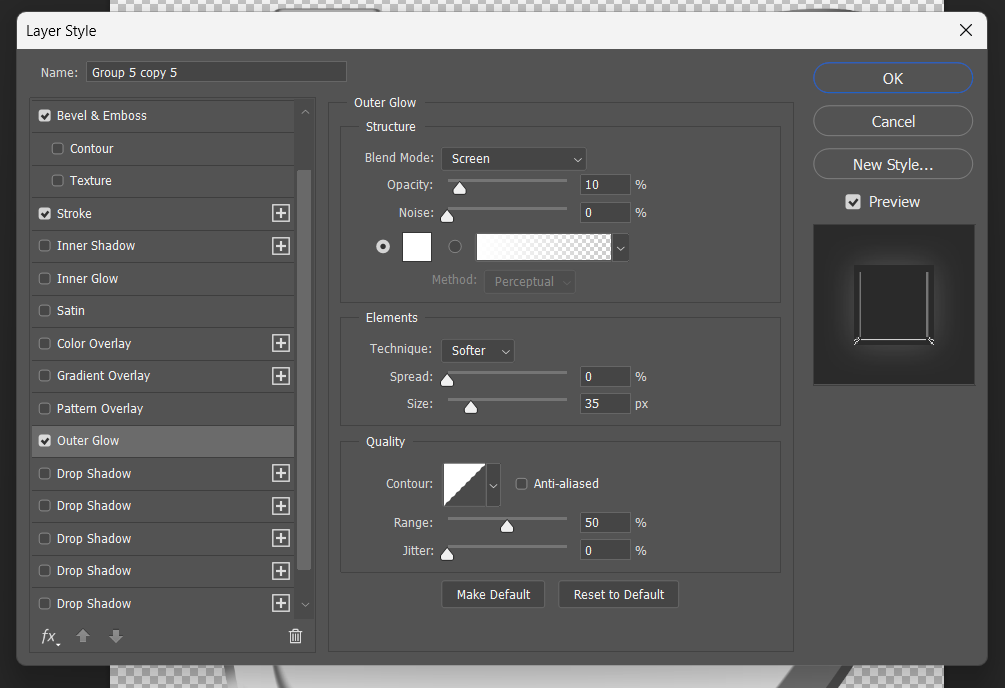 Layer Style
Name: Group 5 copy 5
Bevel & Emboss
Contour
Texture
Stroke
Inner Shadow
Inner Glow
Satin
Color Overlay
Gradient Overlay
Pattern Overlay
Outer Glow
Drop Shadow
Drop Shadow
Drop Shadow
Drop Shadow
Drop Shadow
fx
Outer Glow
Structure
Blend Mode: Screen
Opacity: 10 %
Noise: 0 %
Method: Perceptual
Elements
Technique: Softer
Spread: 0 %
Size: 35 px
Quality
Contour: Anti-aliased
Range: 50 %
Jitter: 0 %
Make Default Reset to Default
OK
Cancel
New Style...
Preview